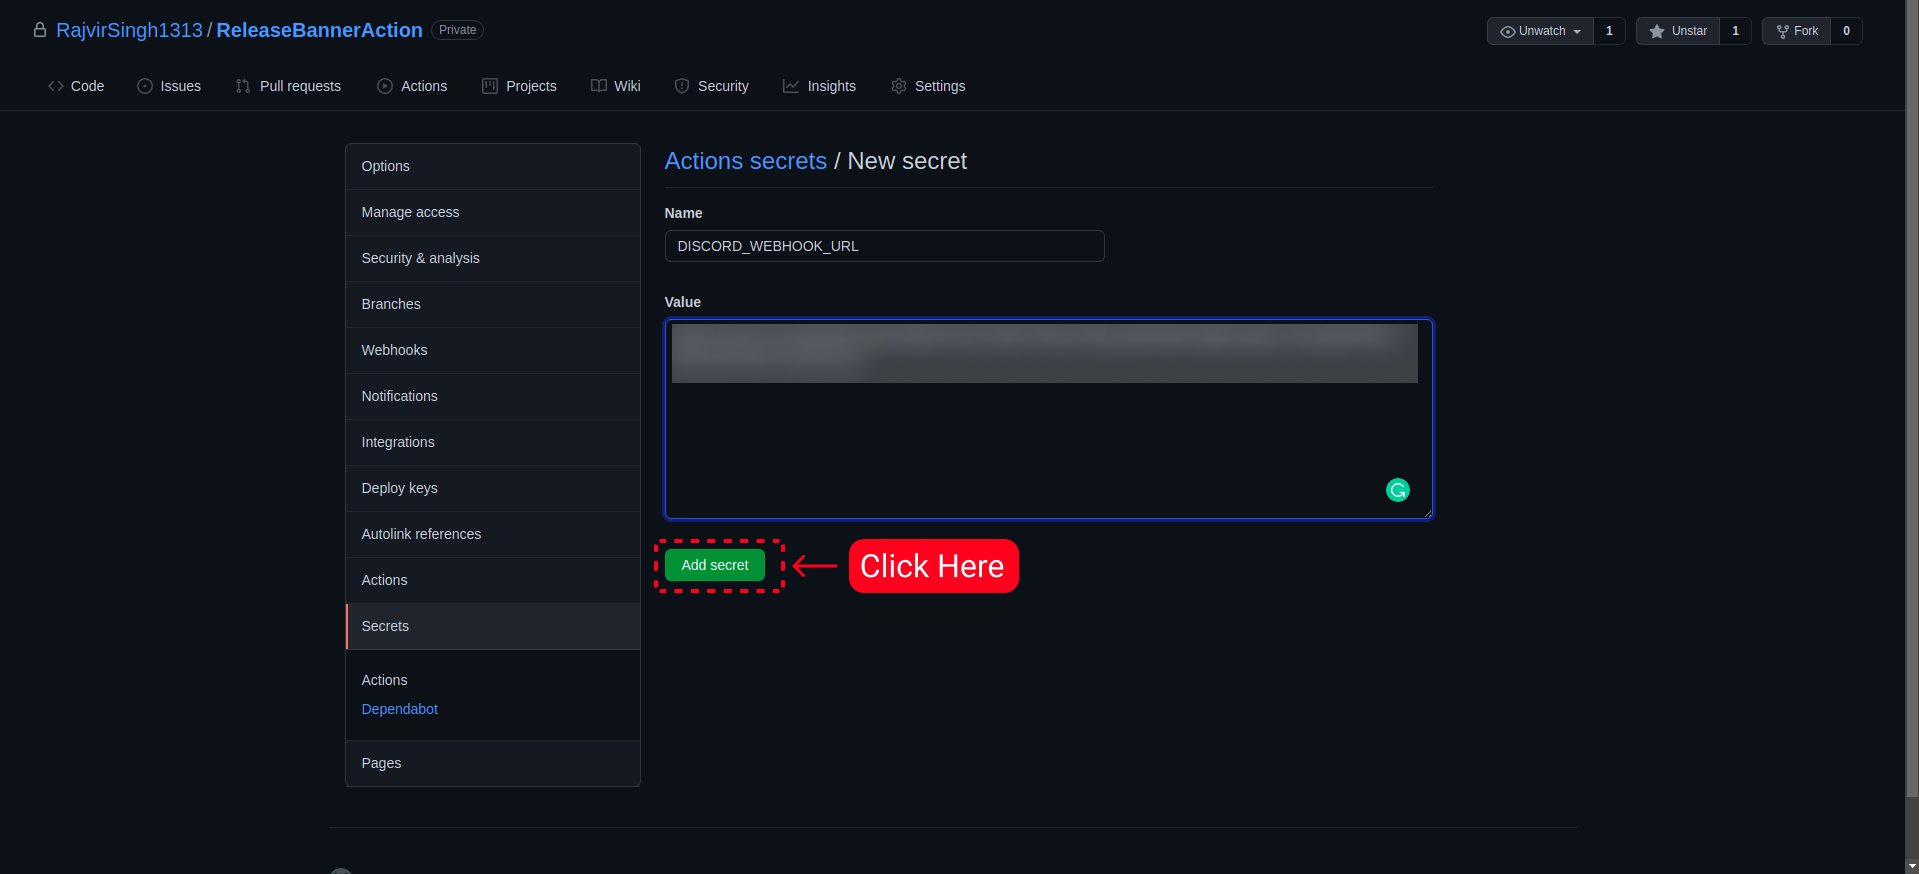 RajvirSingh1313 / ReleaseBannerAction Private
Unwatch 1 Unstar 1 Fork 0
Code Issues Pull requests Actions Projects Wiki Security Insights Settings
Options
Manage access
Security & analysis
Branches
Webhooks
Notifications
Integrations
Deploy keys
Autolink references
Actions
Secrets
Actions
Dependabot
Pages
Actions secrets / New secret
Name
DISCORD_WEBHOOK_URL
Value
Add secret
Click Here